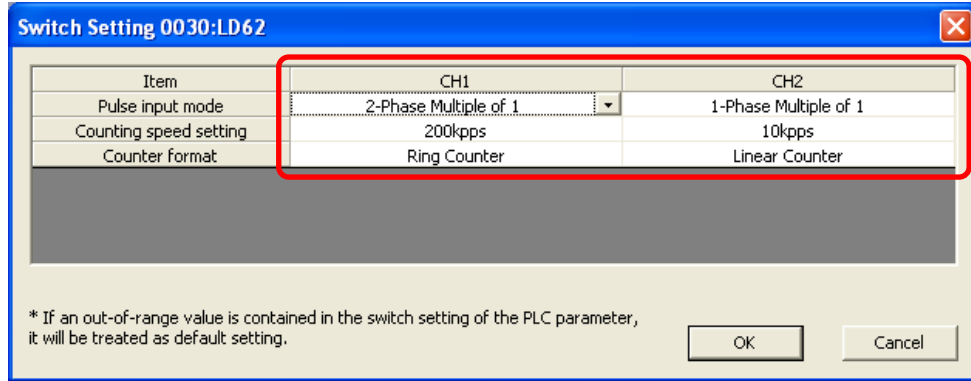 Switch Setting 0030:LD62
Item CH1 CH2
Pulse input mode 2-Phase Multiple of 1 1-Phase Multiple of 1
Counting speed setting 200kpps 10kpps
Counter format Ring Counter Linear Counter
* If an out-of-range value is contained in the switch setting of the PLC parameter,
it will be treated as default setting.
OK Cancel